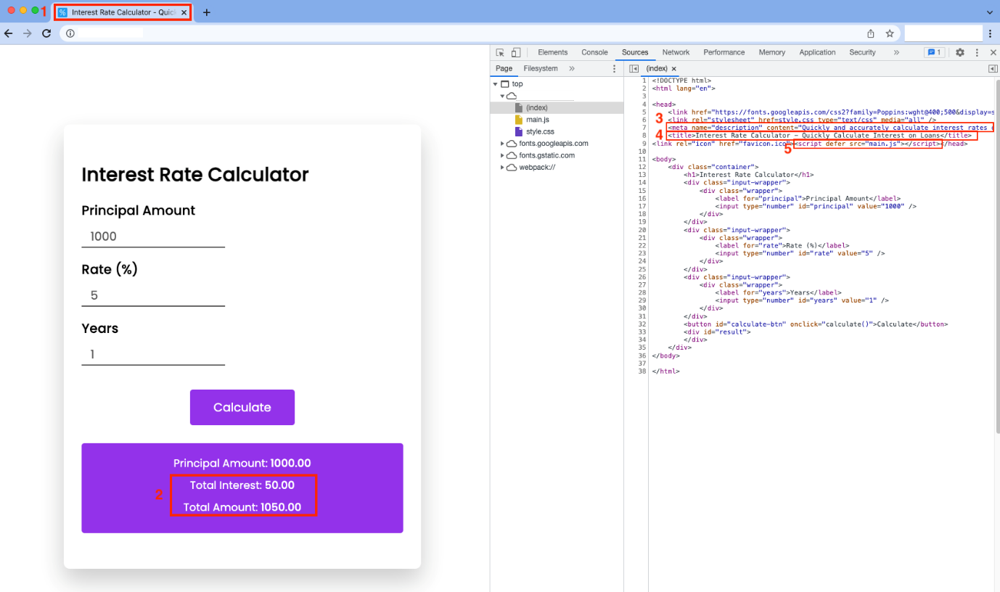 1
Interest Rate Calculator - Quic
Elements Console Sources Network Performance Memory Application Security » 1
Page Filesystem »
(index)
top
(index)
main.js
style.css
fonts.googleapis.com
fonts.gstatic.com
webpack://
Interest Rate Calculator
Principal Amount
1000
Rate (%)
5
Years
1
Calculate
Principal Amount: 1000.00
2
Total Interest: 50.00
Total Amount: 1050.00
3
4
5
1 <!DOCTYPE html>
2 <html lang="en">
3
4 <head>
5 <link href="https://fonts.googleapis.com/css2?family=Poppins:wght@400;500&display=s
6 <link rel="stylesheet" href=style.css type="text/css" media="all" />
7 <meta name="description" content="Quickly and accurately calculate interest rates
8 <title>Interest Rate Calculator – Quickly Calculate Interest on Loans</title>
9 <link rel="icon" href="favicon.ico"><script defer src="main.js"></script></head>
10
11 <body>
12 <div class="container">
13 <h1>Interest Rate Calculator</h1>
14 <div class="input-wrapper">
15 <div class="wrapper">
16 <label for="principal">Principal Amount</label>
17 <input type="number" id="principal" value="1000" />
18 </div>
19 </div>
20 <div class="input-wrapper">
21 <div class="wrapper">
22 <label for="rate">Rate (%)</label>
23 <input type="number" id="rate" value="5" />
24 </div>
25 </div>
26 <div class="input-wrapper">
27 <div class="wrapper">
28 <label for="years">Years</label>
29 <input type="number" id="years" value="1" />
30 </div>
31 </div>
32 <button id="calculate-btn" onclick="calculate()">Calculate</button>
33 <div id="result">
34 </div>
35 </div>
36 </body>
37
38 </html>